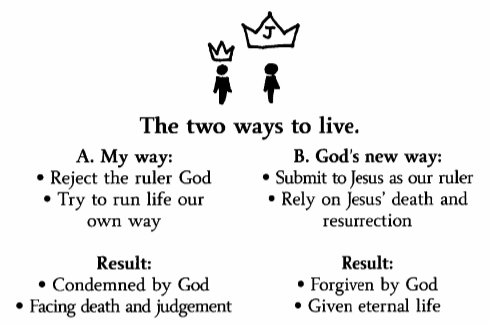 J
The two ways to live.
A. My way:
• Reject the ruler God
• Try to run life our
own way
Result:
• Condemned by God
• Facing death and judgement
B. God's new way:
• Submit to Jesus as our ruler
• Rely on Jesus' death and
resurrection
Result:
• Forgiven by God
• Given eternal life